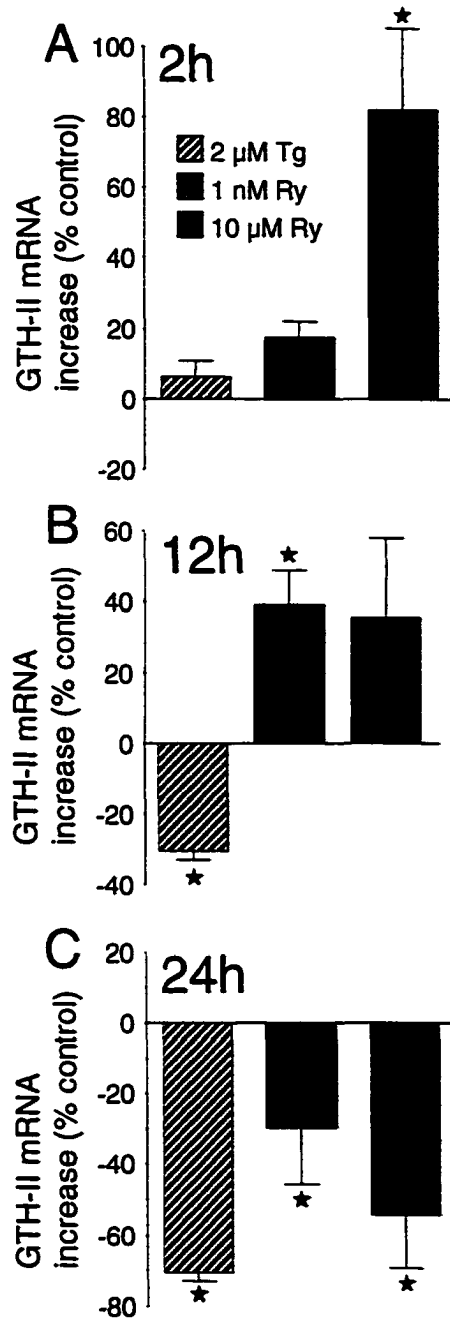 A
2h
GTH-II mRNA
increase (% control)
100
80
60
40
20
0
-20
2 µM Tg
1 nM Ry
10 µM Ry
★
B
12h
GTH-II mRNA
increase (% control)
60
40
20
0
-20
-40
★
★
C
24h
GTH-II mRNA
increase (% control)
20
0
-20
-40
-60
-80
★
★
★